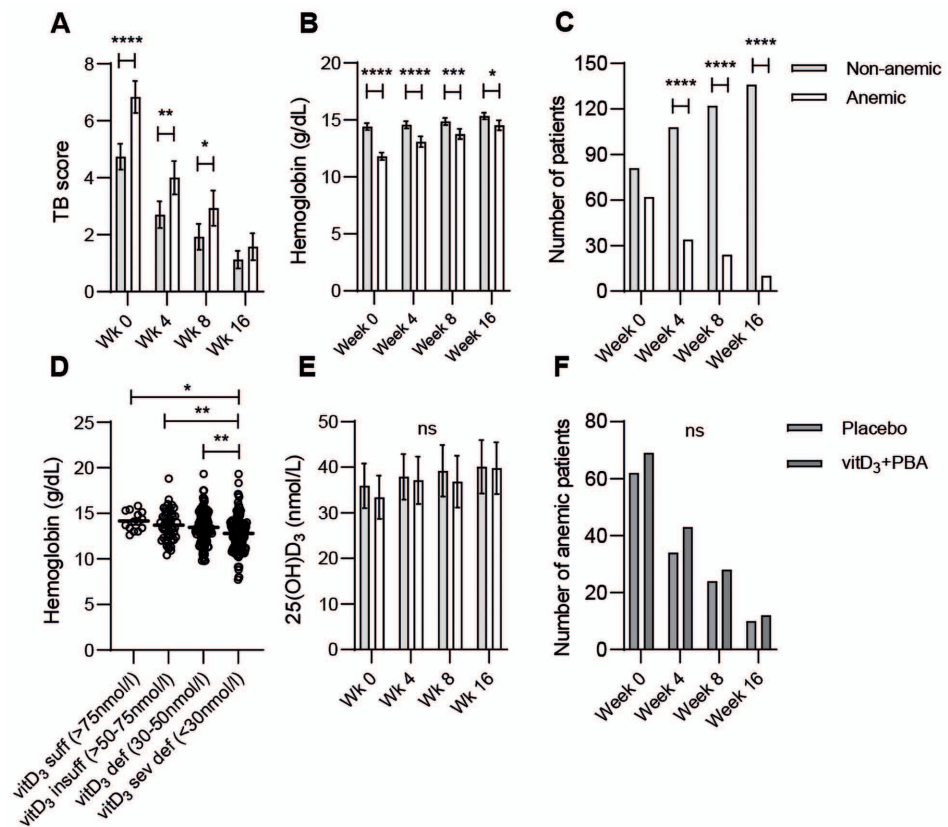 A
TB score
8
6
4
2
0
****
**
*
Wk 0
Wk 4
Wk 8
Wk 16
B
Hemoglobin (g/dL)
20
15
10
5
0
****
****
***
*
Week 0
Week 4
Week 8
Week 16
C
Number of patients
150
120
90
60
30
0
****
****
****
Week 0
Week 4
Week 8
Week 16
Non-anemic
Anemic
D
Hemoglobin (g/dL)
25
20
15
10
5
0
*
**
**
vitD3 suff (>75nmol/l)
vitD3 insuff (>50-75nmol/l)
vitD3 def (30-50nmol/l)
vitD3 sev def (<30nmol/l)
E
25(OH)D3 (nmol/L)
50
40
30
20
10
0
ns
Wk 0
Wk 4
Wk 8
Wk 16
F
Number of anemic patients
80
60
40
20
0
ns
Week 0
Week 4
Week 8
Week 16
Placebo
vitD3+PBA